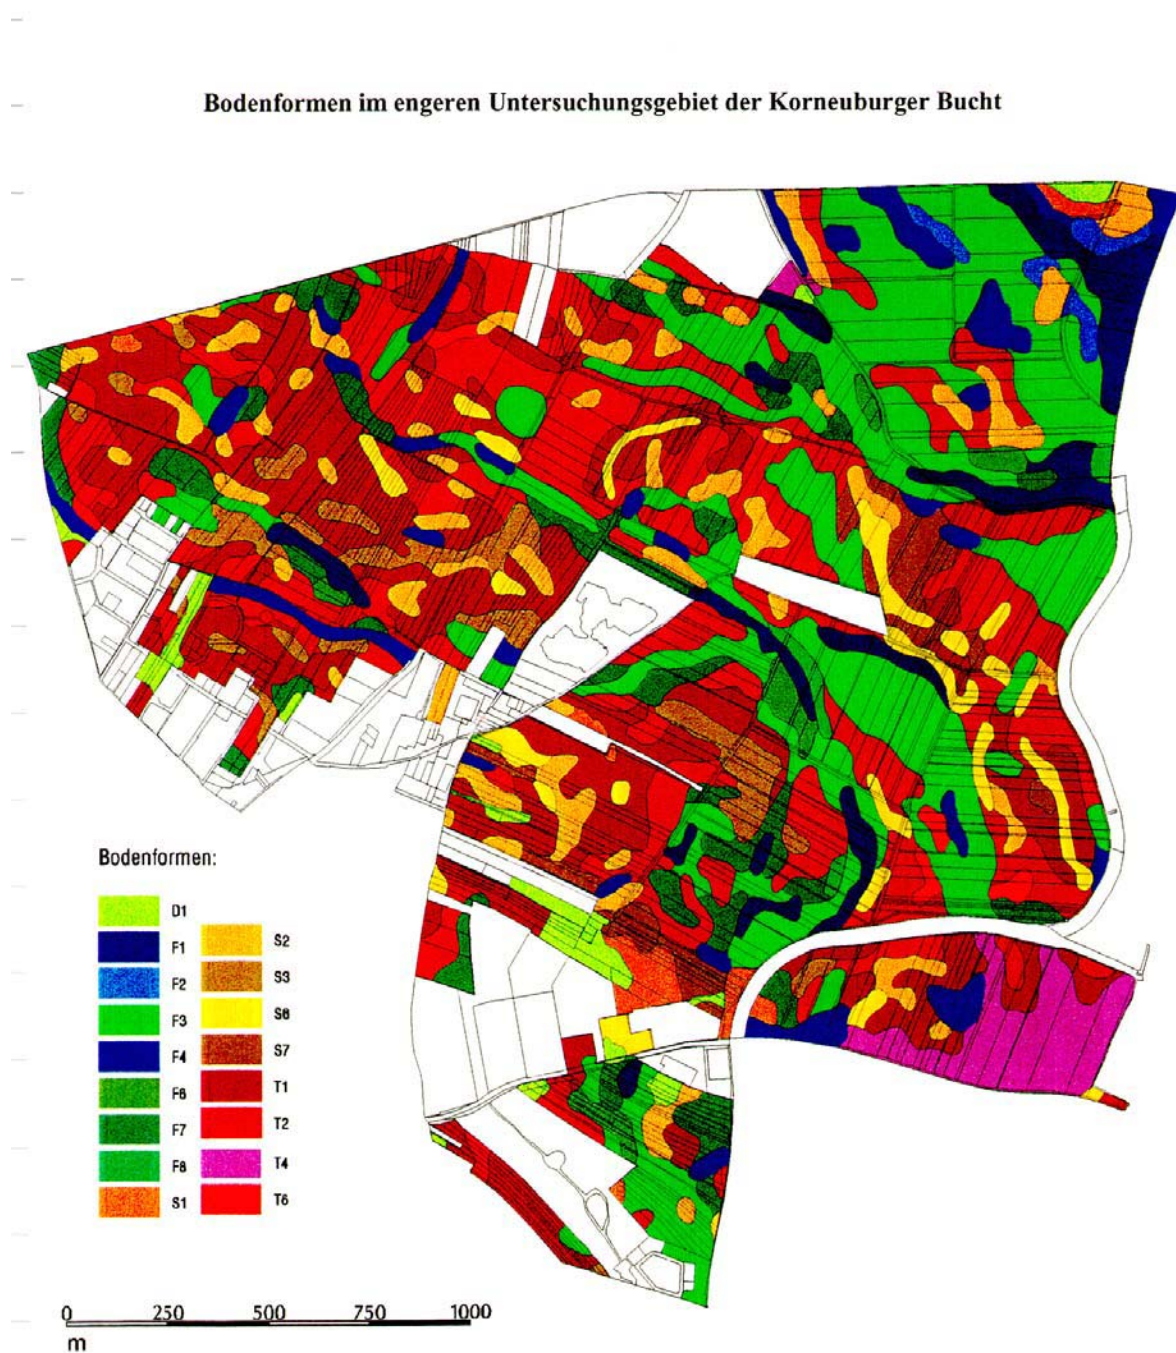 Bodenformen im engeren Untersuchungsgebiet der Korneuburger Bucht
Bodenformen:
D1
F1
F2
F3
F4
F6
F7
F8
S1
S2
S3
S6
S7
T1
T2
T4
T6
0 250 500 750 1000
m